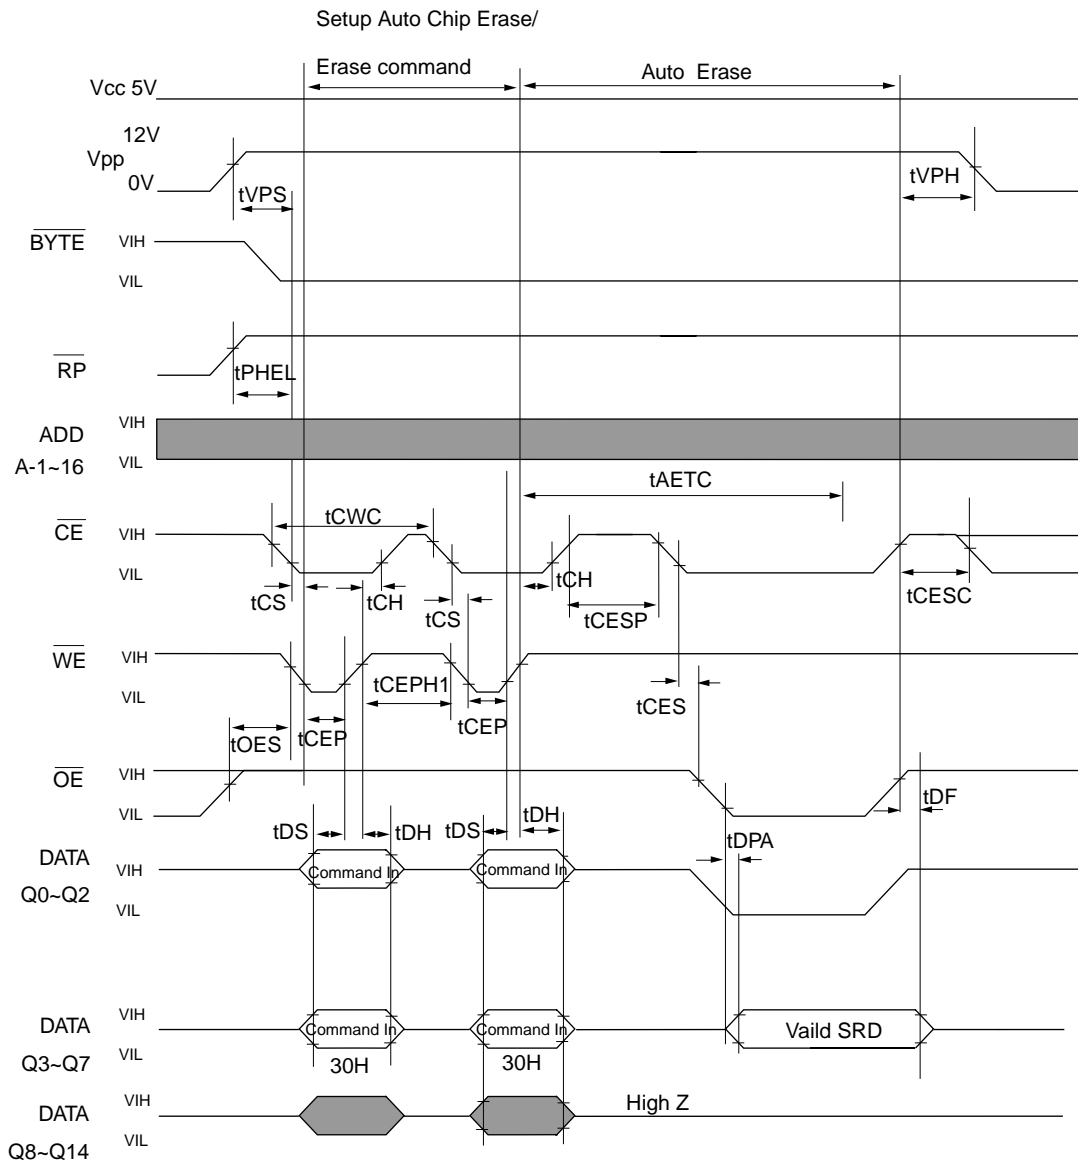 Setup Auto Chip Erase/
Erase command
Auto Erase
Vcc 5V
12V
Vpp
0V
tVPS
tVPH
BYTE
VIH
VIL
RP
tPHEL
ADD
A-1~16
VIH
VIL
tAETC
CE
VIH
VIL
tCWC
tCS
tCH
tCS
tCH
tCESP
tCESC
WE
VIH
VIL
tCEPH1
tCES
tOES
tCEP
tCEP
OE
VIH
VIL
tDF
tDS
tDH
tDS
tDH
tDPA
DATA
Q0~Q2
VIH
VIL
Command In
Command In
DATA
Q3~Q7
VIH
VIL
Command In
Command In
Vaild SRD
30H
30H
DATA
Q8~Q14
VIH
VIL
High Z